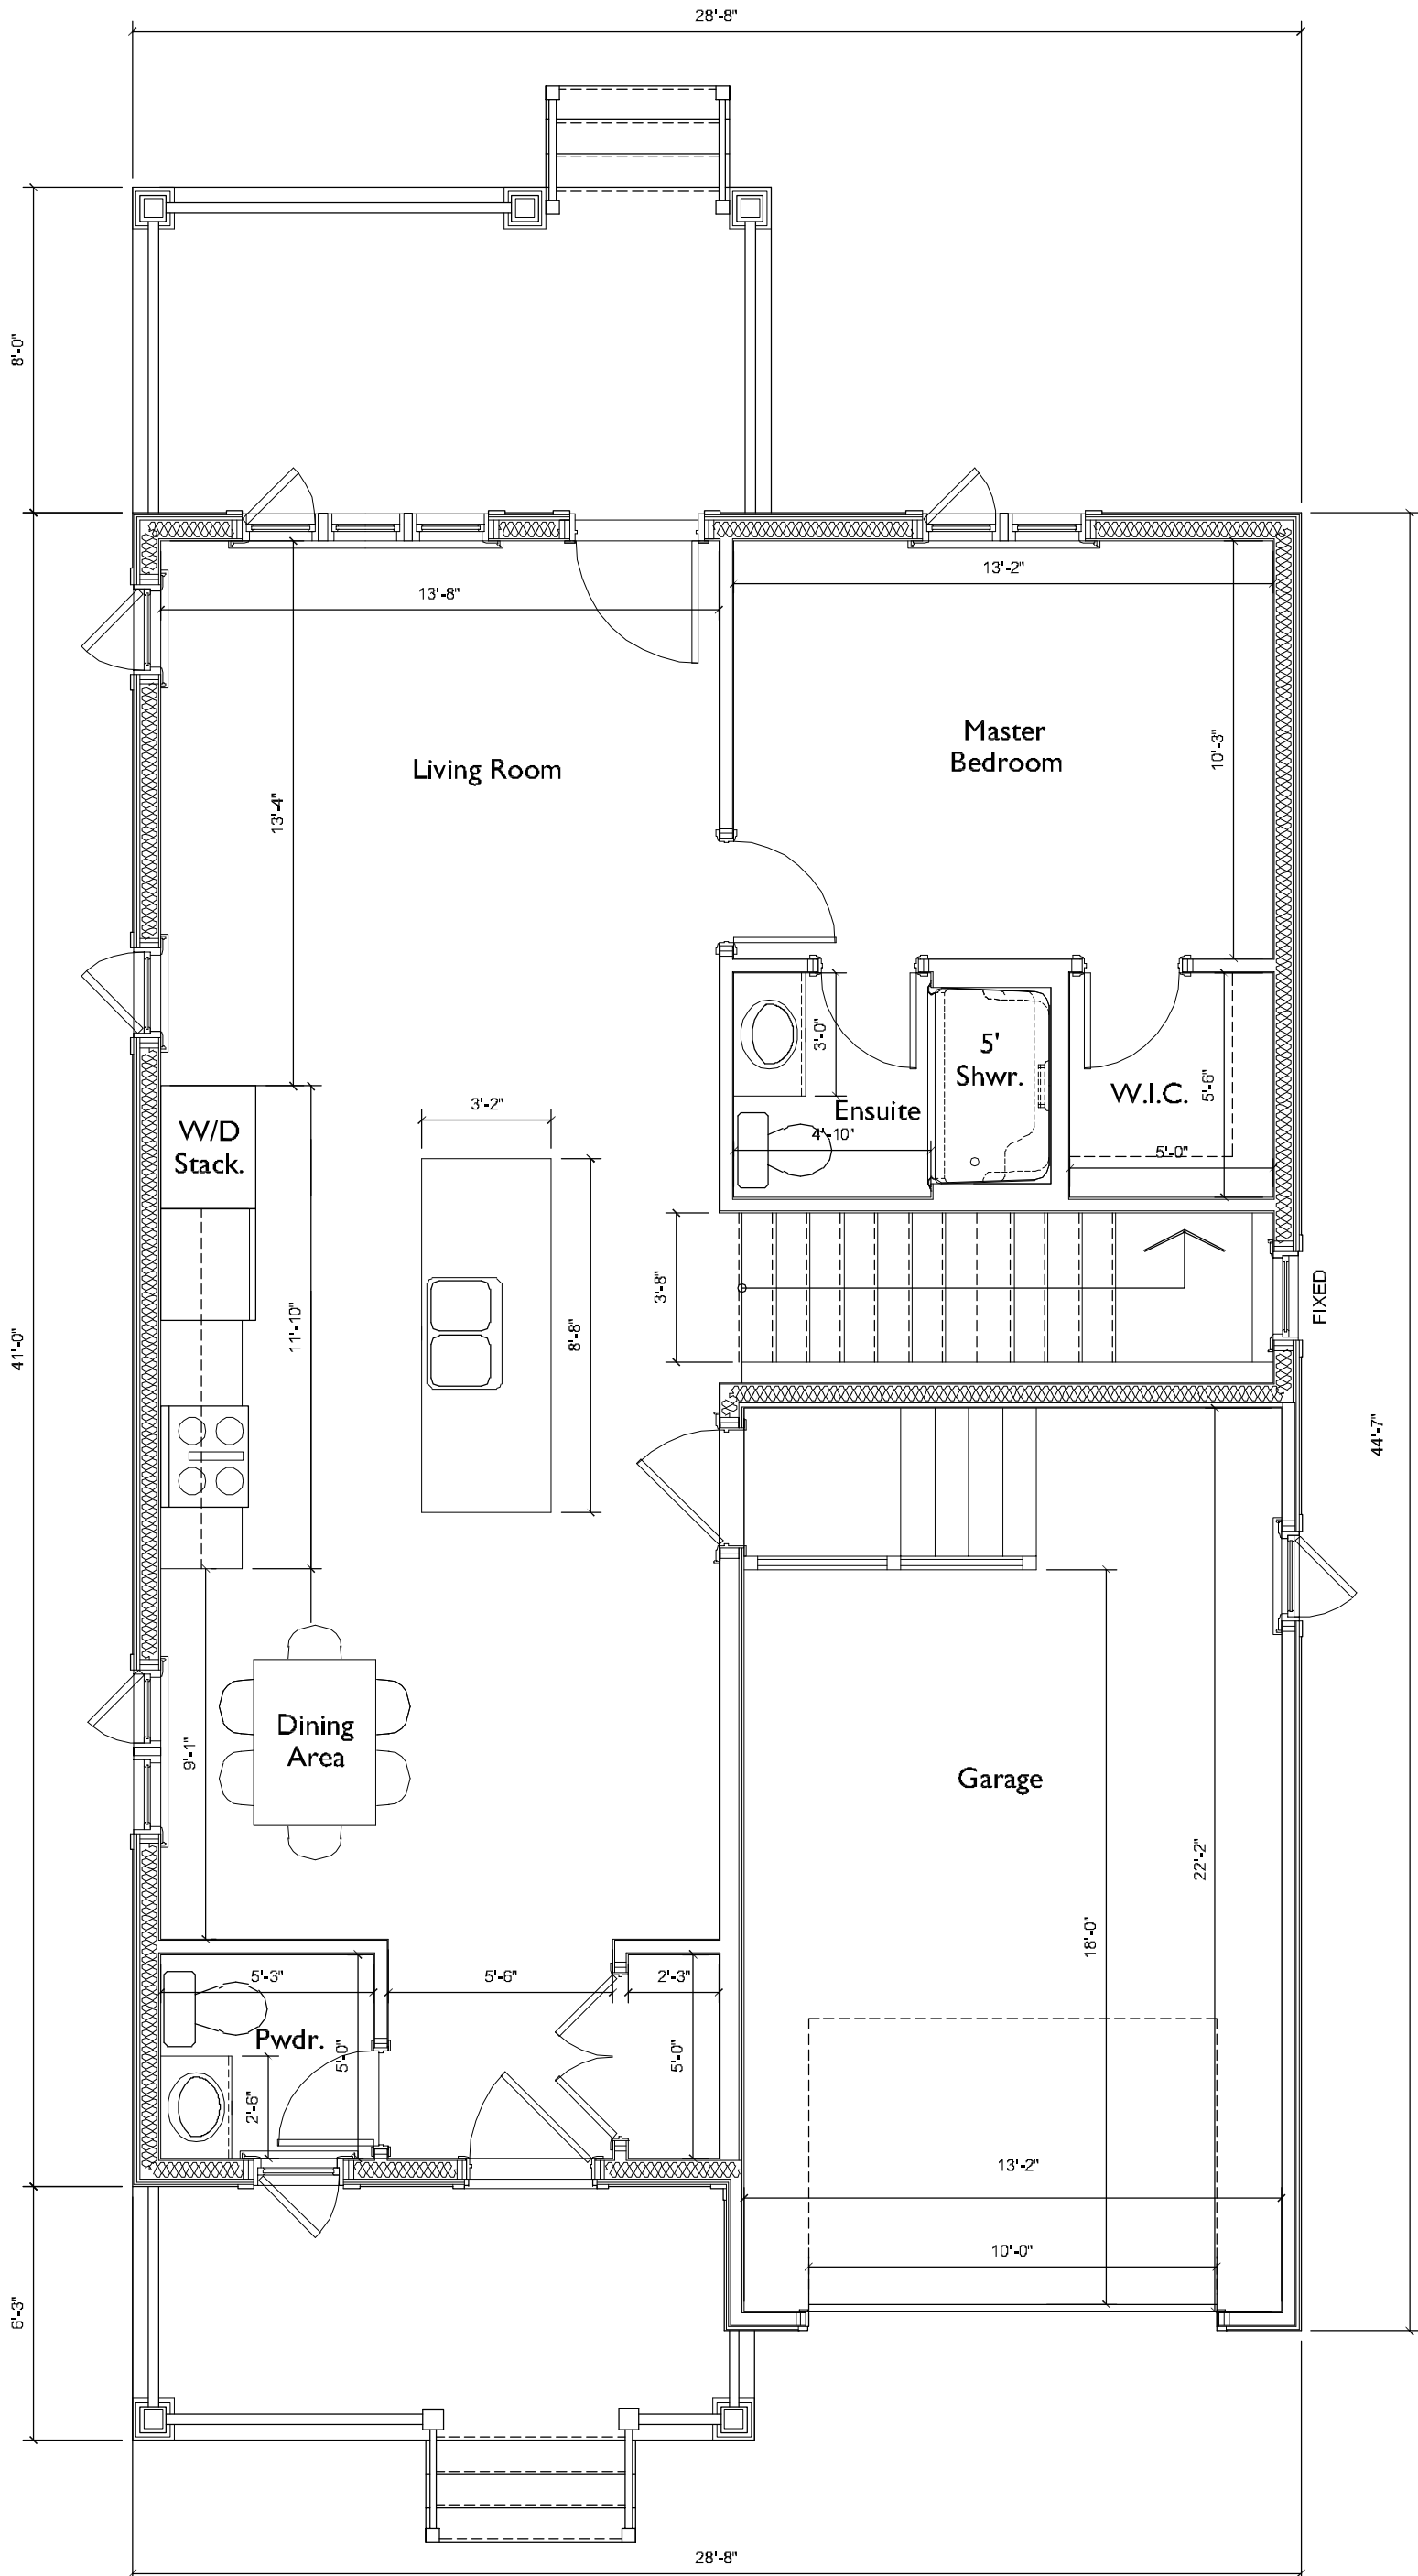 28'-8"
8'-0"
13'-2"
13'-8"
Master
Bedroom
10'-3"
Living Room
13'-4"
3'-0"
5'
Shwr.
W.I.C.
5'-6"
Ensuite
4'-10"
5'-0"
W/D
Stack.
3'-2"
11'-10"
8'-8"
3'-8"
FIXED
41'-0"
44'-7"
Dining
Area
9'-1"
Garage
22'-2"
18'-0"
5'-3"
5'-6"
2'-3"
Pwdr.
5'-0"
5'-0"
2'-6"
13'-2"
10'-0"
6'-3"
28'-8"